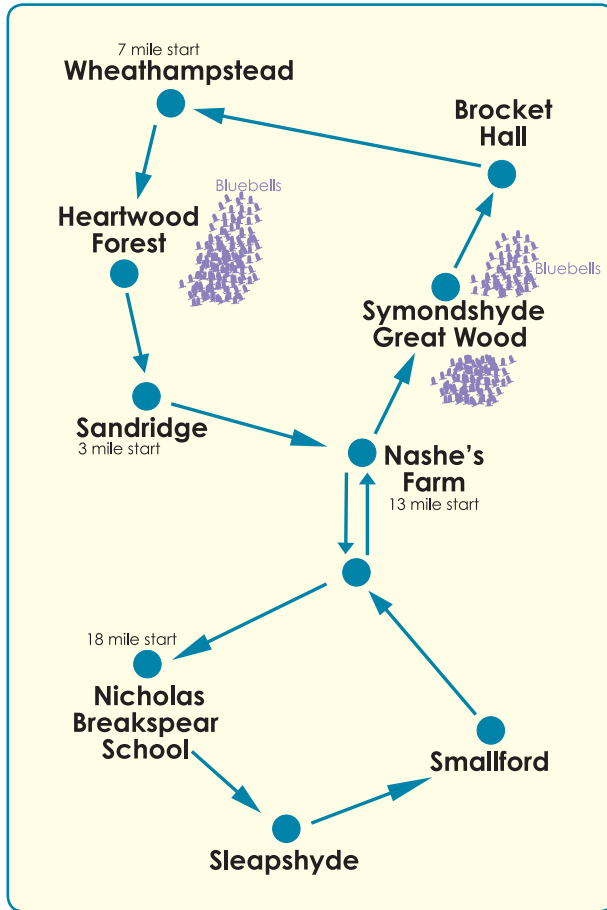 7 mile start
Wheathampstead
Brocket
Hall
Bluebells
Heartwood
Forest
Bluebells
Symondshyde
Great Wood
Sandridge
3 mile start
Nashe's
Farm
13 mile start
18 mile start
Nicholas
Breakspear
School
Smallford
Sleapshyde